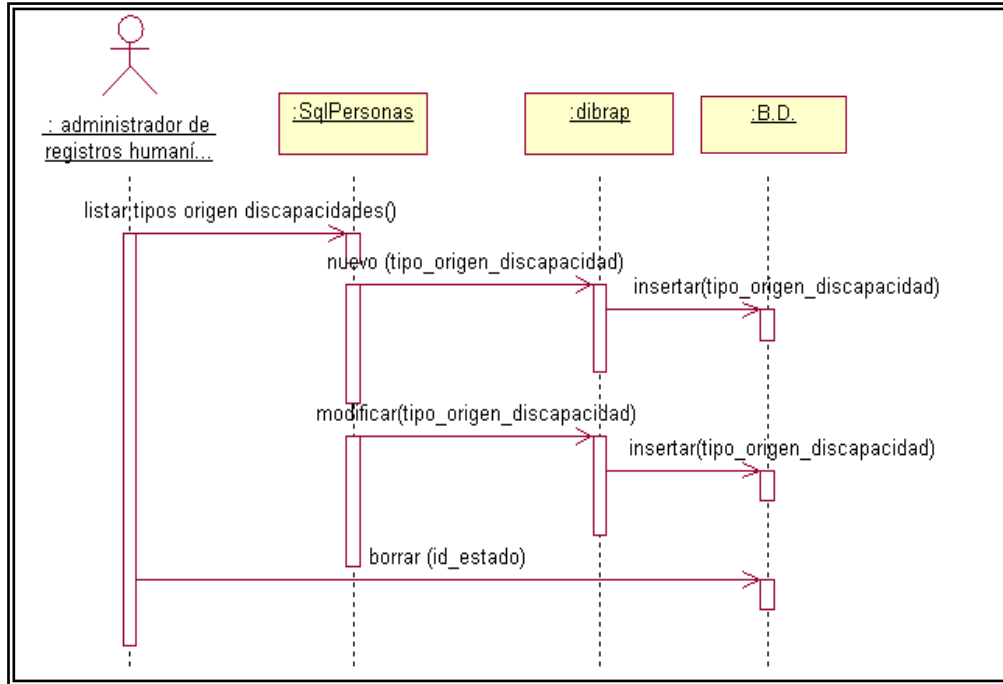 : administrador de
registros humaní...
:SqlPersonas
:dibrap
:B.D.
listar tipos origen discapacidades()
nuevo (tipo_origen_discapacidad)
insertar(tipo_origen_discapacidad)
modificar(tipo_origen_discapacidad)
insertar(tipo_origen_discapacidad)
borrar (id_estado)